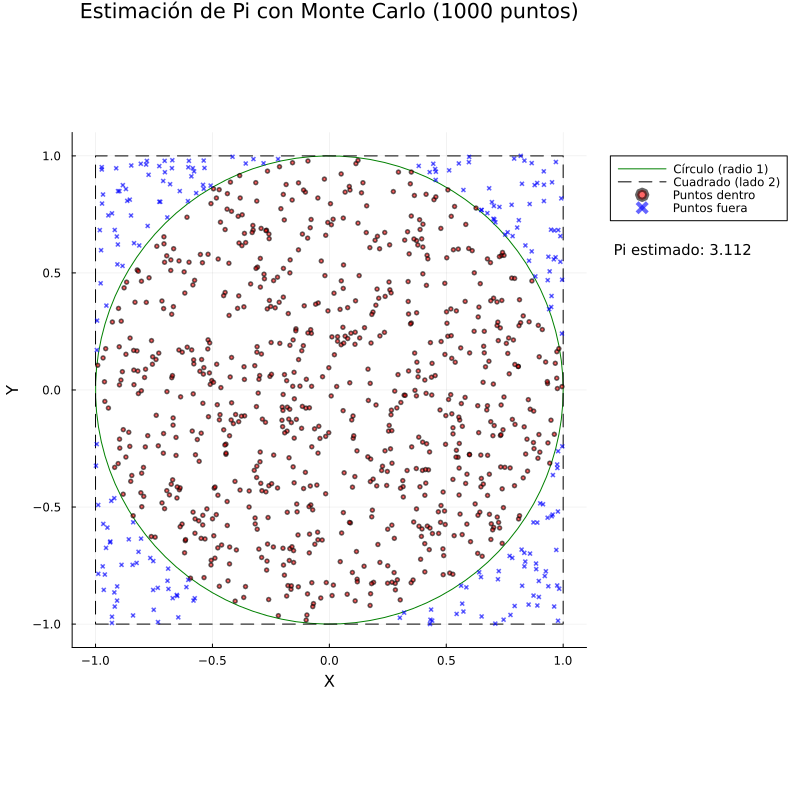 Estimación de Pi con Monte Carlo (1000 puntos)
Círculo (radio 1)
Cuadrado (lado 2)
Puntos dentro
Puntos fuera
Pi estimado: 3.112
Y
1.0
0.5
0.0
−0.5
−1.0
−1.0 −0.5 0.0 0.5 1.0
X